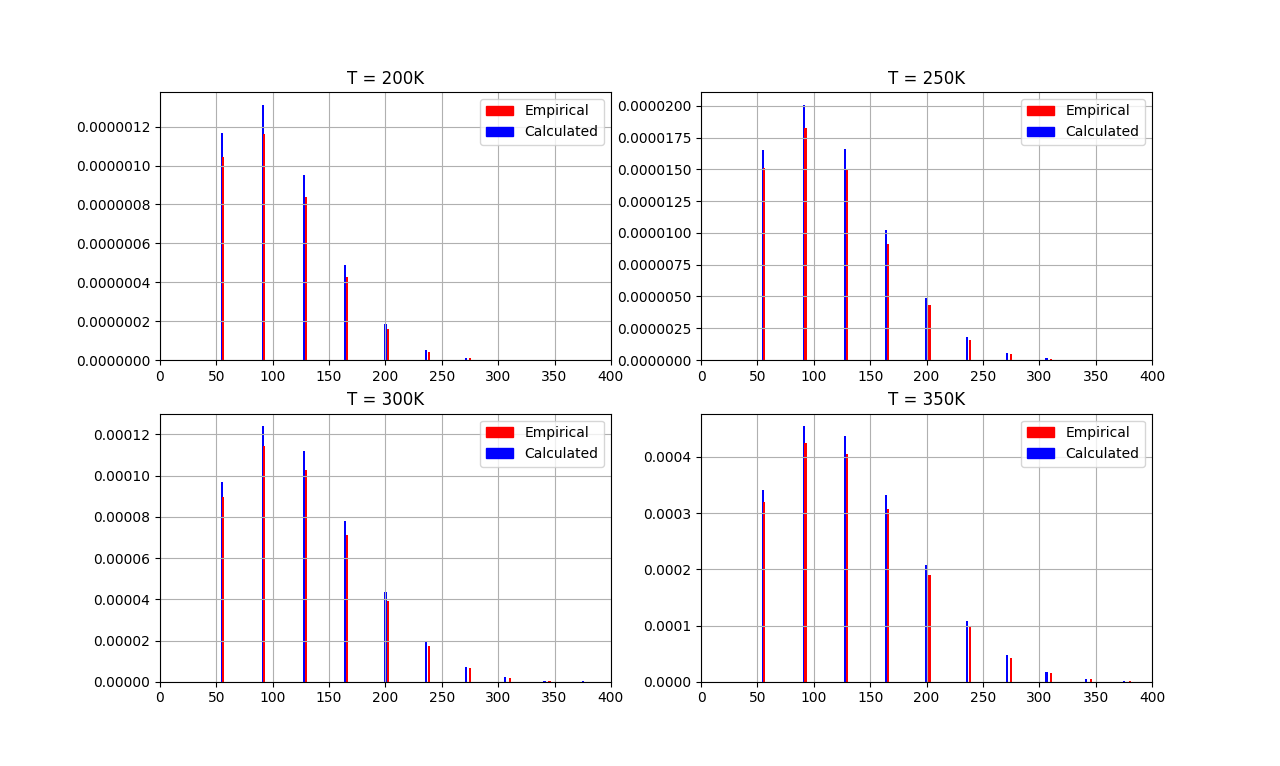 T = 200K
Empirical
Calculated
0.0000012
0.0000010
0.0000008
0.0000006
0.0000004
0.0000002
0.0000000
0 50 100 150 200 250 300 350 400
T = 250K
Empirical
Calculated
0.0000200
0.0000175
0.0000150
0.0000125
0.0000100
0.0000075
0.0000050
0.0000025
0.0000000
0 50 100 150 200 250 300 350 400
T = 300K
Empirical
Calculated
0.00012
0.00010
0.00008
0.00006
0.00004
0.00002
0.00000
0 50 100 150 200 250 300 350 400
T = 350K
Empirical
Calculated
0.0004
0.0003
0.0002
0.0001
0.0000
0 50 100 150 200 250 300 350 400